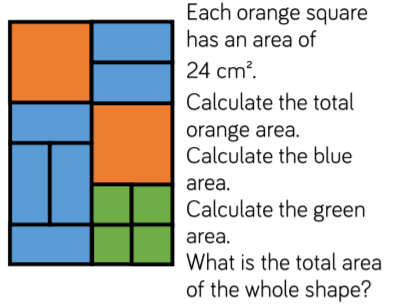 Each orange square
has an area of
24 cm².
Calculate the total
orange area.
Calculate the blue
area.
Calculate the green
area.
What is the total area
of the whole shape?